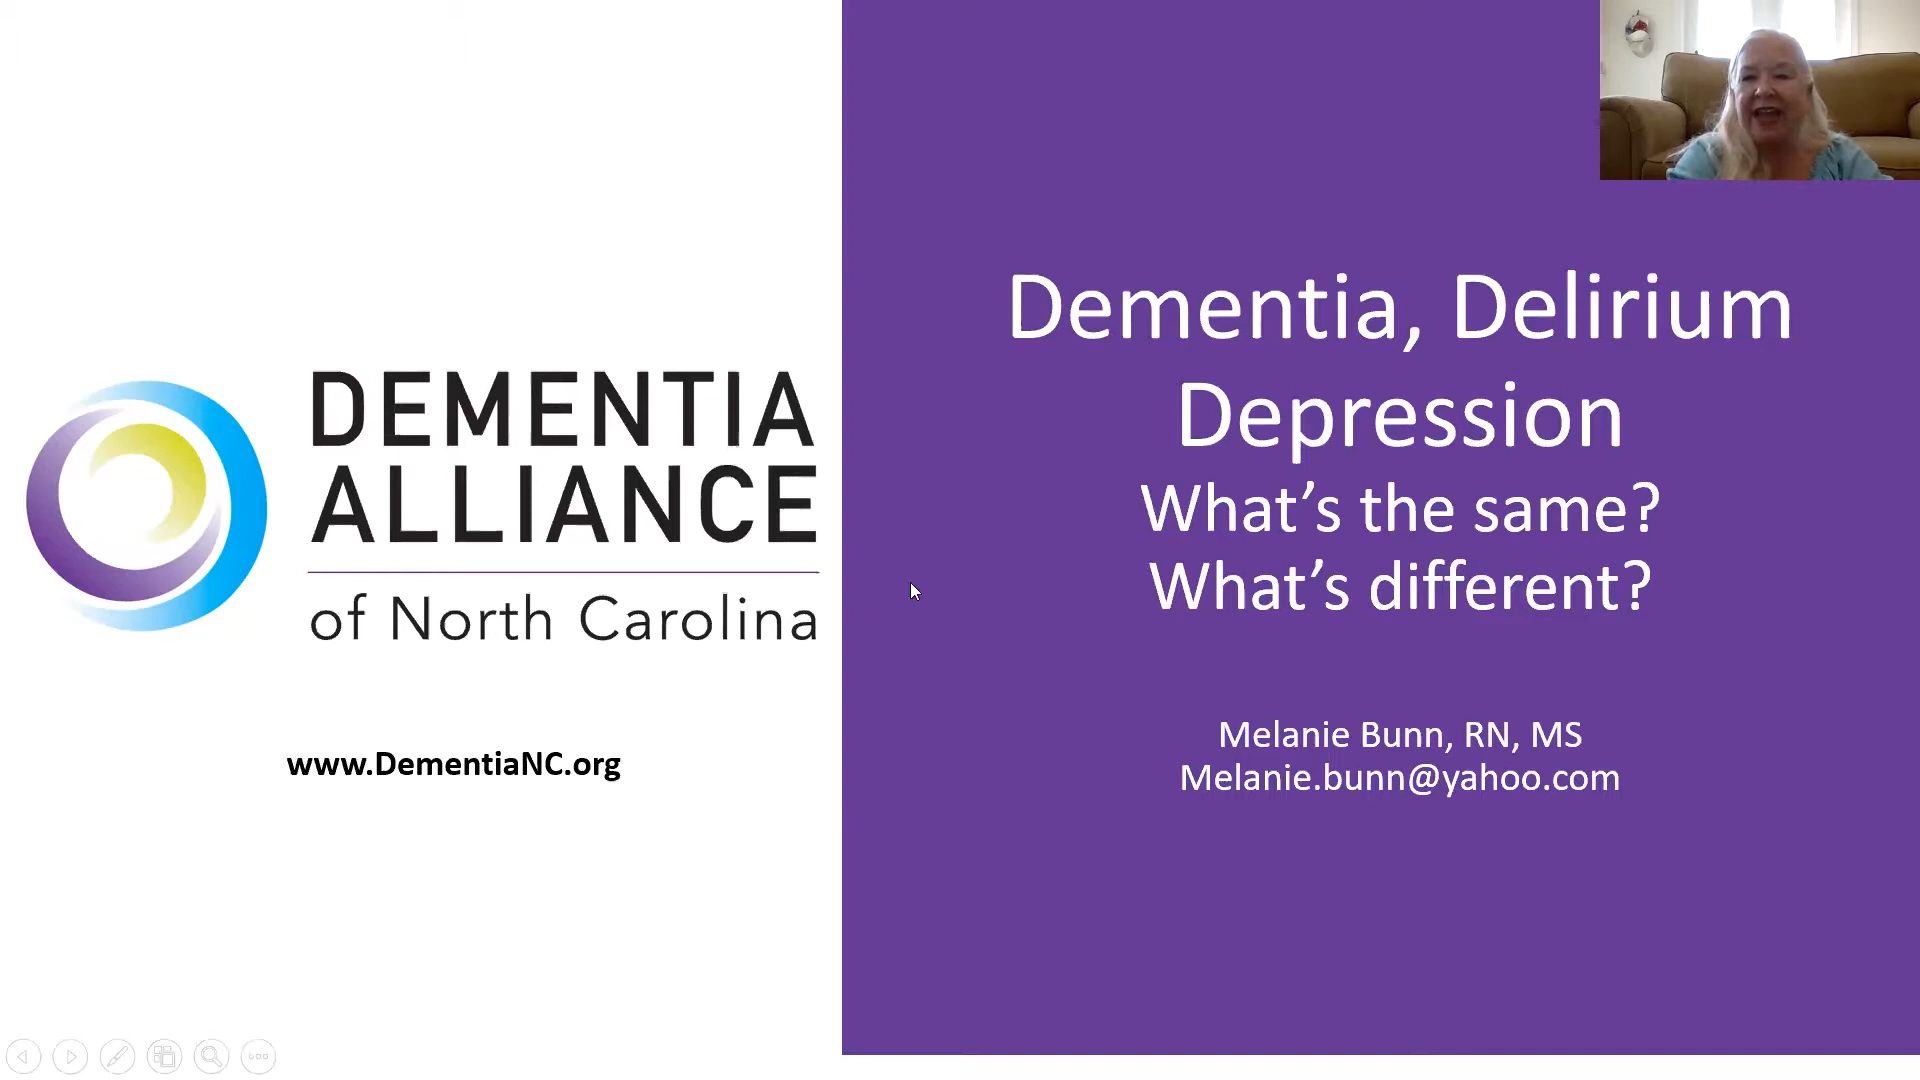 DEMENTIA
ALLIANCE
of North Carolina
www.DementiaNC.org
Dementia, Delirium
Depression
What’s the same?
What’s different?
Melanie Bunn, RN, MS
Melanie.bunn@yahoo.com